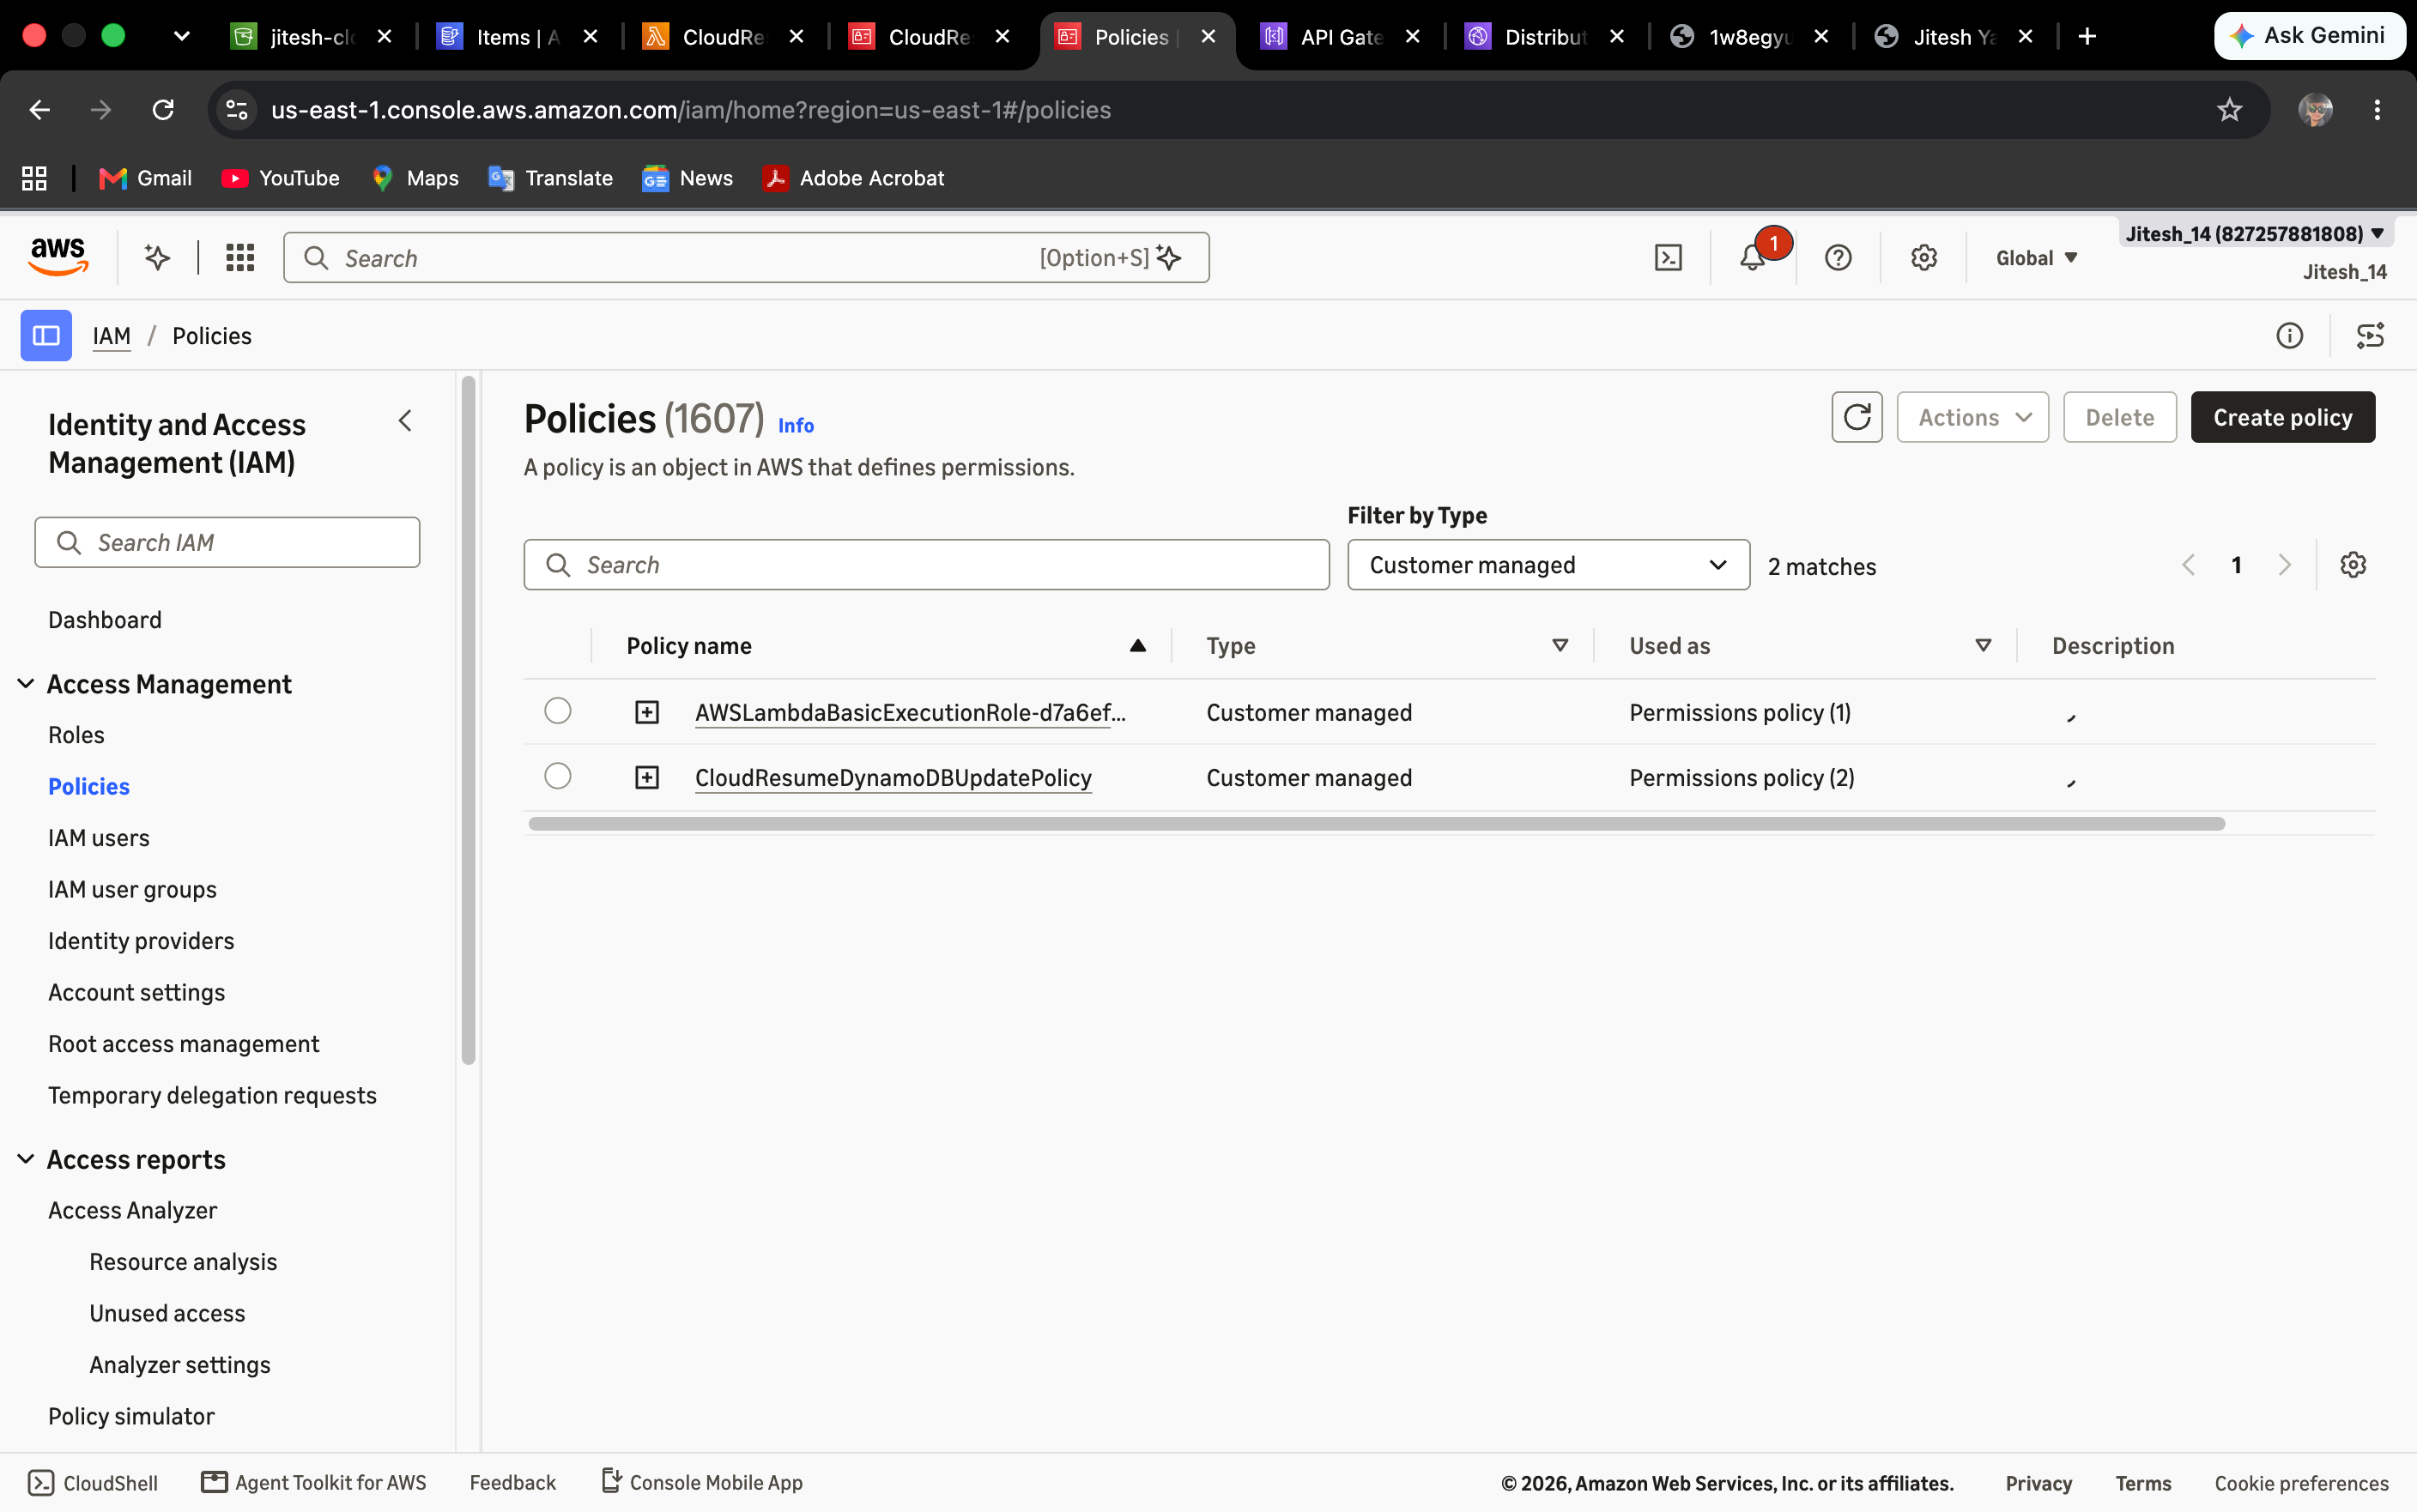 jitesh-clo
Items | A
CloudRe
CloudRe
Policies |
API Gate
Distribut
1w8egyu
Jitesh Ya
Ask Gemini
us-east-1.console.aws.amazon.com/iam/home?region=us-east-1#/policies
Gmail
YouTube
Maps
Translate
News
Adobe Acrobat
aws
Search
[Option+S]
1
Global
Jitesh_14 (827257881808)
Jitesh_14
IAM / Policies
Identity and Access
Management (IAM)
Search IAM
Dashboard
Access Management
Roles
Policies
IAM users
IAM user groups
Identity providers
Account settings
Root access management
Temporary delegation requests
Access reports
Access Analyzer
Resource analysis
Unused access
Analyzer settings
Policy simulator
Policies (1607) Info
A policy is an object in AWS that defines permissions.
Actions
Delete
Create policy
Filter by Type
Search
Customer managed
2 matches
1
Policy name Type Used as Description
AWSLambdaBasicExecutionRole-d7a6ef... Customer managed Permissions policy (1)
CloudResumeDynamoDBUpdatePolicy Customer managed Permissions policy (2)
CloudShell
Agent Toolkit for AWS
Feedback
Console Mobile App
© 2026, Amazon Web Services, Inc. or its affiliates.
Privacy
Terms
Cookie preferences